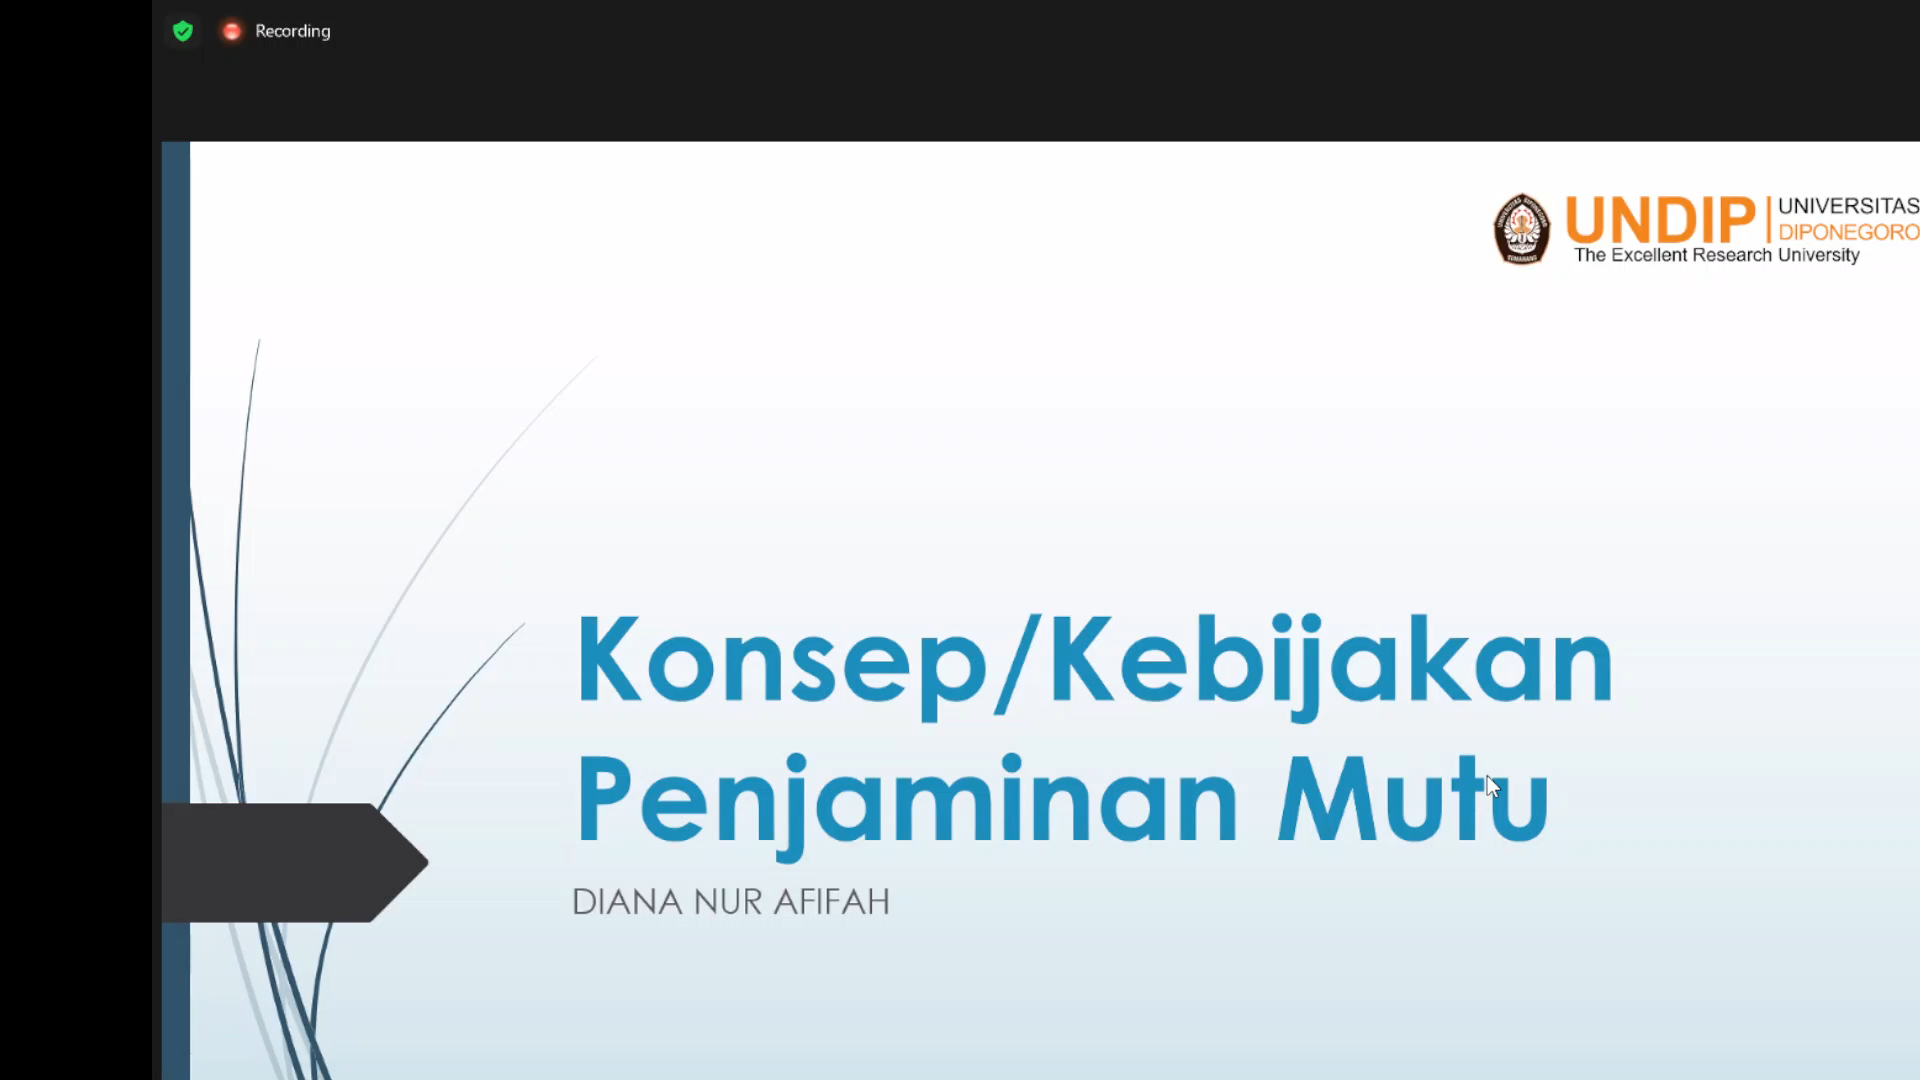 Recording
UNDIP
UNIVERSITAS
DIPONEGORO
The Excellent Research University
Konsep/Kebijakan
Penjaminan Mutu
DIANA NUR AFIFAH